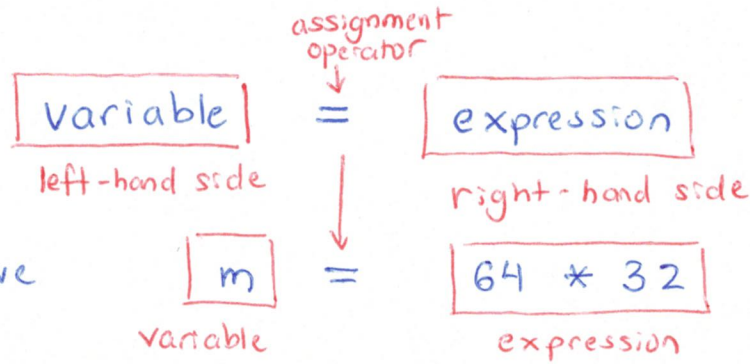 assignment
operator
variable = expression
left-hand side right-hand side
m = 64 * 32
variable expression